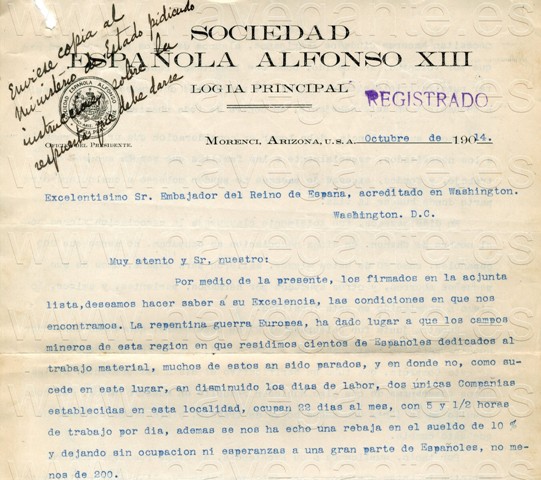 Enviese copia al
Ministerio de Estado pidiendo
instrucciones sobre la
respuesta que debe darse
SOCIEDAD
ESPAÑOLA ALFONSO XIII
LOGIA PRINCIPAL
REGISTRADO
OFICINA DEL PRESIDENTE.
MORENCI, ARIZONA, U.S.A. Octubre de 19014.
Excelentisimo Sr. Embajador del Reino de España, acreditado en Washington.
Washington. D.C.
Muy atento y Sr, nuestro:
Por medio de la presente, los firmados en la acjunta
lista,deseamos hacer saber a su Excelencia, las condiciones en que nos
encontramos. La repentina guerra Europea, ha dado lugar a que los campos
mineros de esta region en que residimos cientos de Españoles dedicados al
trabajo material, muchos de estos an sido parados, y en donde no, como su-
cede en este lugar, an disminuido los dias de labor, dos unicas Compañias
establecidas en esta localidad, ocupan 22 dias al mes, con 5 y 1/2 horas
de trabajo por dia, ademas se nos ha echo una rebaja en el sueldo de 10 %
y dejando sin ocupacion ni esperanzas a una gran parte de Españoles, no me-
nos de 200.